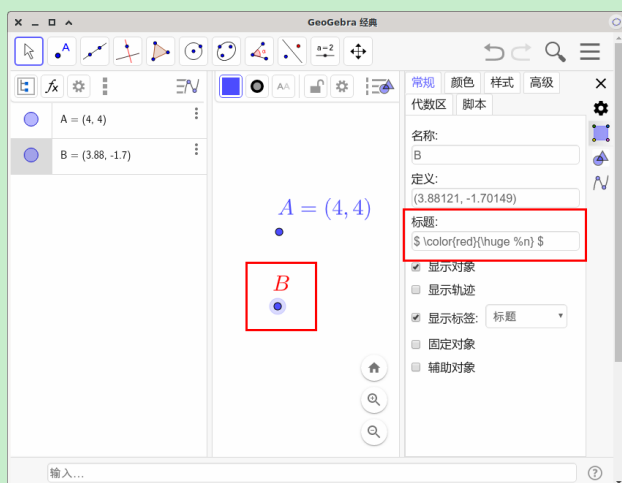 GeoGebra 经典
A
a=2
fx
AA
常规 颜色 样式 高级
代数区 脚本
A = (4, 4)
B = (3.88, -1.7)
A = (4, 4)
B
名称:
B
定义:
(3.88121, -1.70149)
标题:
$ \color{red}{\huge %n} $
显示对象
显示轨迹
显示标签: 标题
固定对象
辅助对象
输入...